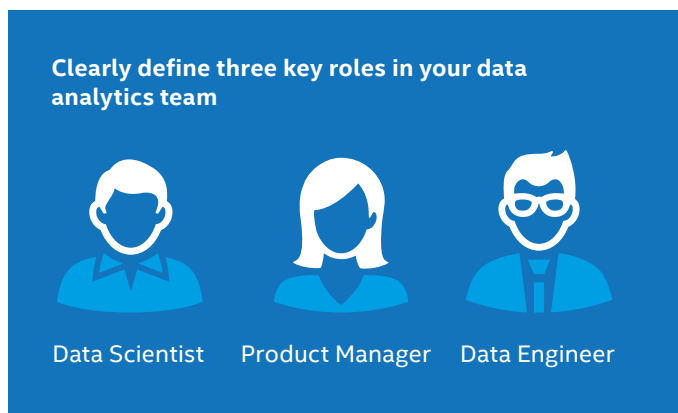 Clearly define three key roles in your data
analytics team
Data Scientist
Product Manager
Data Engineer